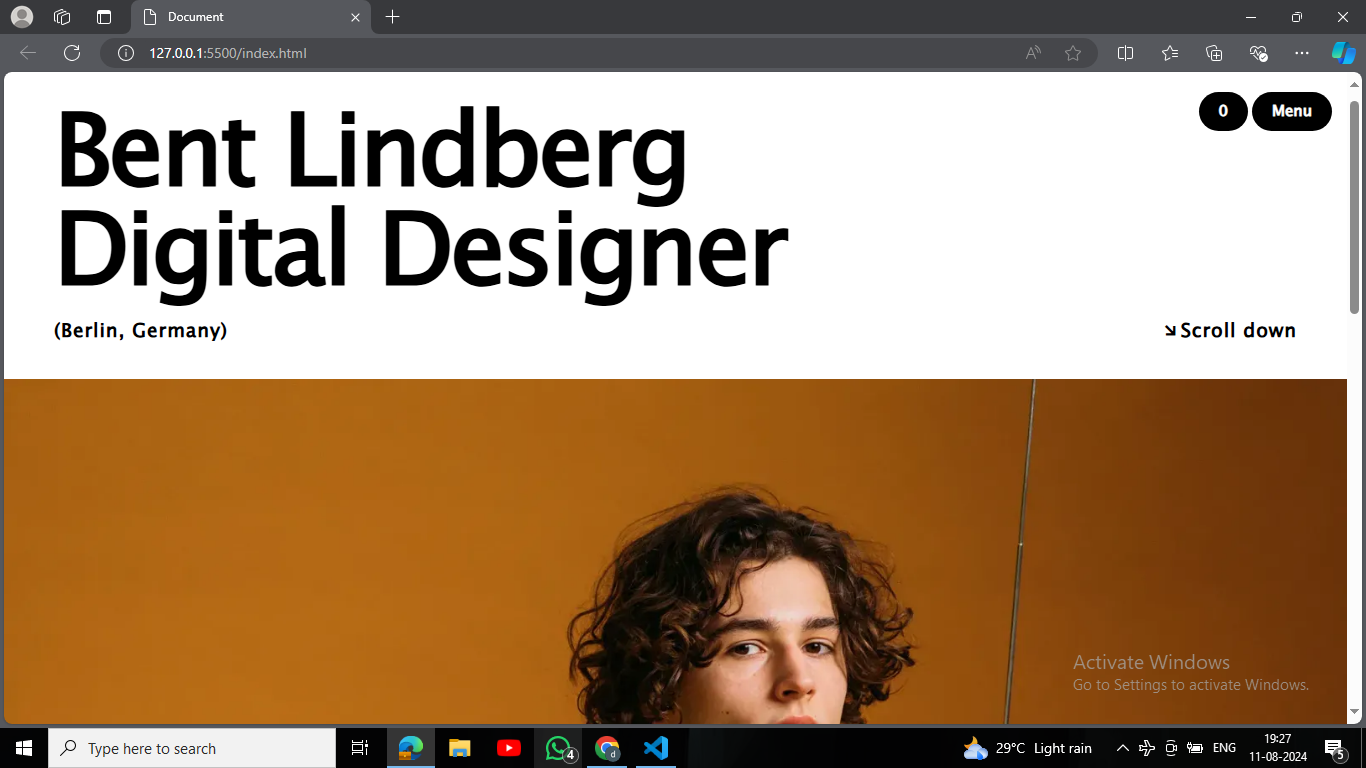 Document
127.0.0.1:5500/index.html
0
Menu
Bent Lindberg
Digital Designer
(Berlin, Germany)
↘Scroll down
Activate Windows
Go to Settings to activate Windows.
Type here to search
4
d
29°C Light rain
ENG
19:27
11-08-2024
5